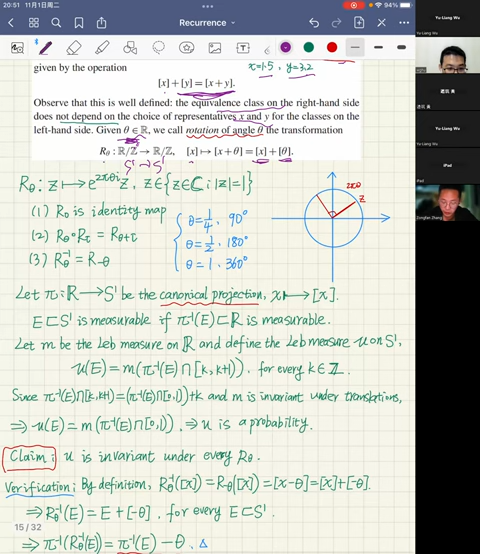 20:51 11月1日周二
94%
Recurrence
given by the operation
x=1.5, y=3.2
[x] + [y] = [x + y].
Observe that this is well defined: the equivalence class on the right-hand side
does not depend on the choice of representatives x and y for the classes on the
left-hand side. Given θ ∈ ℝ, we call rotation of angle θ the transformation
R_θ : ℝ/ℤ → ℝ/ℤ, [x] ↦ [x + θ] = [x] + [θ].
S¹ → S¹
R_θ: z ↦ e^{2πθi} z, z∈{z∈ℂ: |z|=1}
(1) R_0 is identity map
(2) R_θ∘R_τ = R_{θ+τ}
(3) R_θ^{-1} = R_{-θ}
θ=1/4, 90°
θ=1/2, 180°
θ=1, 360°
2πθ
z
Let π: ℝ → S¹ be the canonical projection, x ↦ [x].
E⊂S¹ is measurable if π^{-1}(E)⊂ℝ is measurable.
Let m be the Leb measure on ℝ and define the Leb measure u on S¹,
u(E) = m(π^{-1}(E)∩[k,k+1)), for every k∈ℤ.
Since π^{-1}(E)∩[k,k+1) = (π^{-1}(E)∩[0,1))+k and m is invariant under translations,
⇒ u(E) = m(π^{-1}(E)∩[0,1)). ⇒ u is a probability.
Claim: u is invariant under every R_θ.
Verification: By definition, R_θ^{-1}([x]) = R_{-θ}([x]) = [x-θ] = [x]+[-θ].
⇒ R_θ^{-1}(E) = E+[-θ], for every E⊂S¹.
15 / 32
⇒ π^{-1}(R_θ^{-1}(E)) = π^{-1}(E) - θ. Δ
Yu-Liang Wu
Yu-Liang Wu
iPad
iPad
Zongfan Zhang